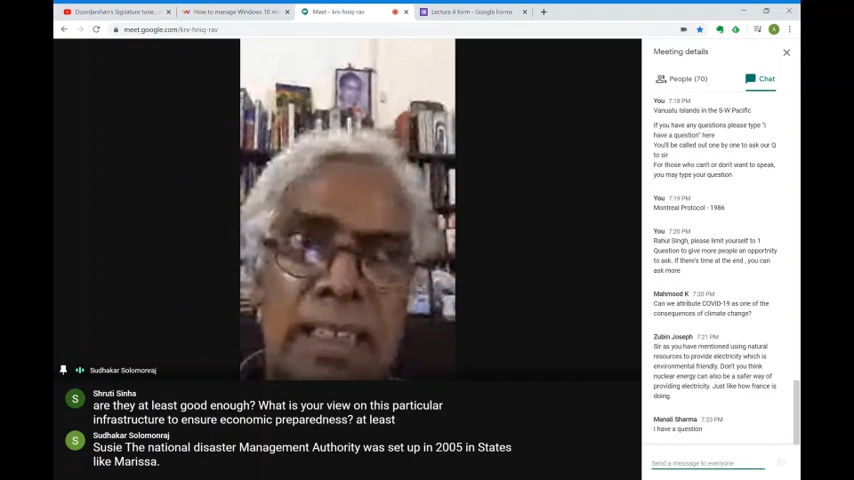 Doordarshan's Signature tune...
How to manage Windows 10 m
Meet - krx-hniq-rav
Lecture 4 form - Google Forms
meet.google.com/krx-hniq-rav
A
Sudhakar Solomonraj
S
Shruti Sinha
are they at least good enough? What is your view on this particular
infrastructure to ensure economic preparedness? at least
S
Sudhakar Solomonraj
Susie The national disaster Management Authority was set up in 2005 in States
like Marissa.
Meeting details
People (70)
Chat
You 7:18 PM
Vanuatu Islands in the S-W Pacific
If you have any questions please type "I
have a question" here
You'll be called out one by one to ask our Q
to sir
For those who can't or don't want to speak,
you may type your question
You 7:19 PM
Montreal Protocol - 1986
You 7:20 PM
Rahul Singh, please limit yourself to 1
Question to give more people an opportnity
to ask. If there's time at the end , you can
ask more
Mahmood K 7:20 PM
Can we attribute COVID-19 as one of the
consequences of climate change?
Zubin Joseph 7:21 PM
Sir as you have mentioned using natural
resources to provide electricity which is
environmental friendly. Don't you think
nuclear energy can also be a safer way of
providing electricity. Just like how france is
doing
Manali Sharma 7:23 PM
I have a question
Send a message to everyone